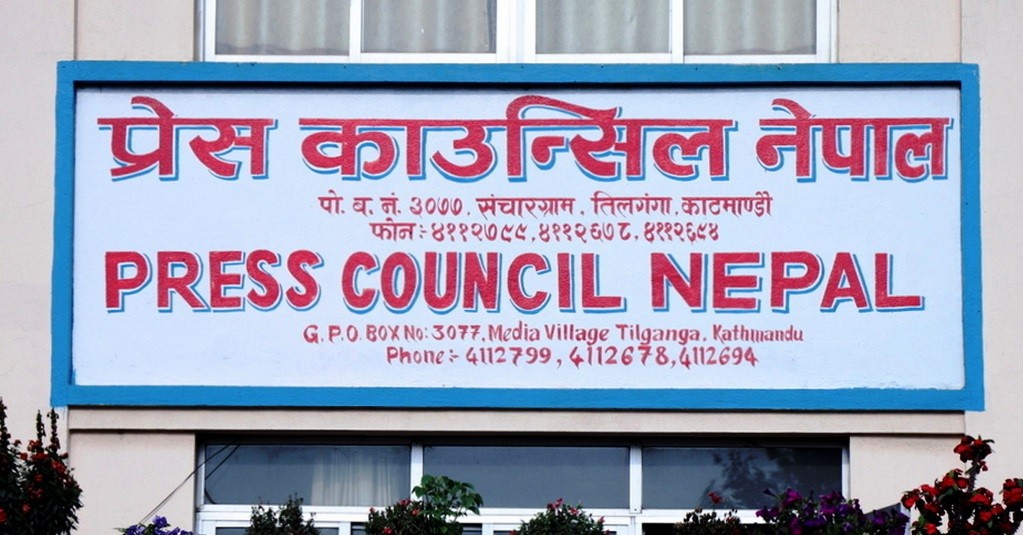 प्रेस काउन्सिल नेपाल
पो. ब. नं. ३०७७, संचारग्राम, तिलगंगा, काठमाण्डौ
फोन:- ४११२७९९, ४११२६७८, ४११२६९४
PRESS COUNCIL NEPAL
G.P.O. BOX No: 3077, Media Village Tilganga, Kathmandu
Phone:- 4112799, 4112678, 4112694